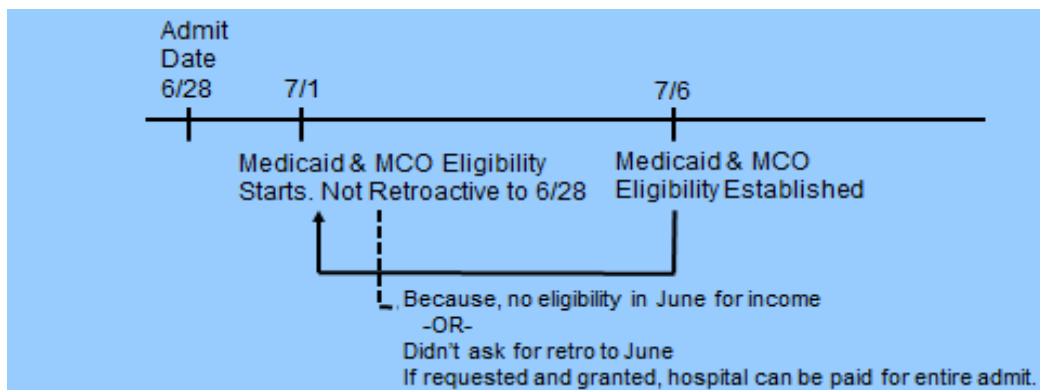 Admit
Date
6/28
7/1
7/6
Medicaid & MCO Eligibility
Starts. Not Retroactive to 6/28
Medicaid & MCO
Eligibility Established
Because, no eligibility in June for income
-OR-
Didn't ask for retro to June
If requested and granted, hospital can be paid for entire admit.